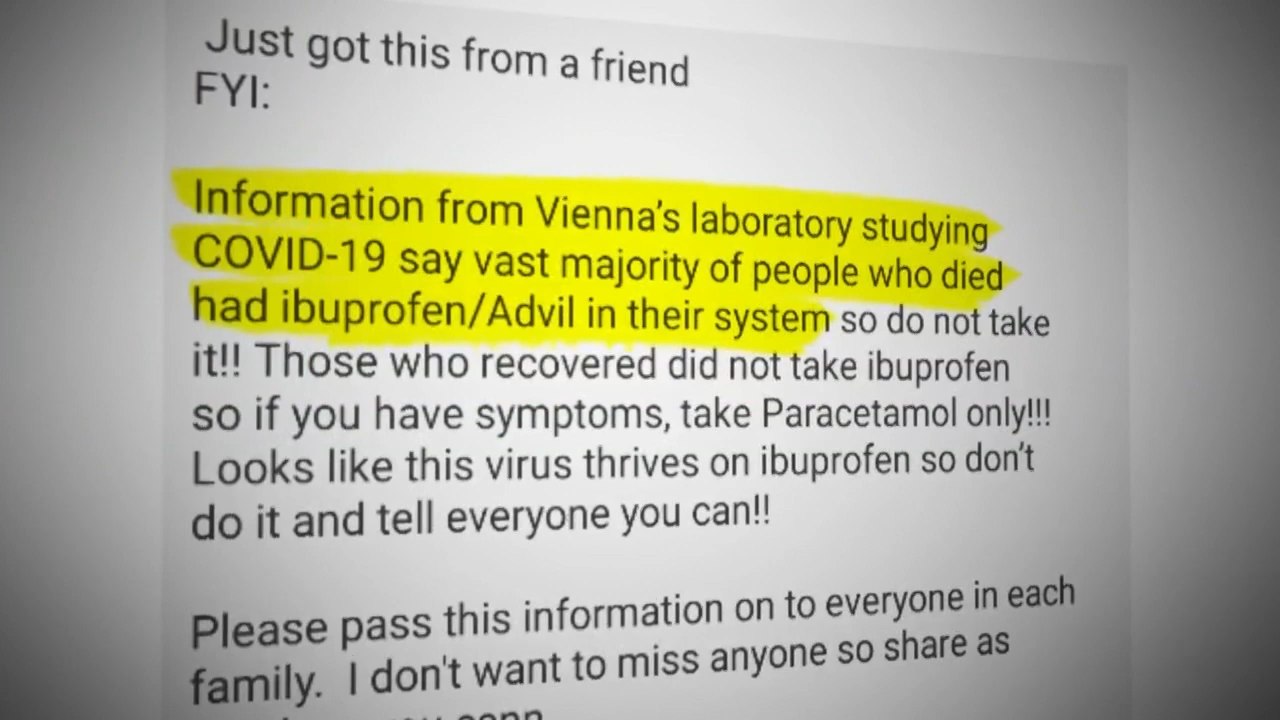 Just got this from a friend
FYI:
Information from Vienna's laboratory studying
COVID-19 say vast majority of people who died
had ibuprofen/Advil in their system so do not take
it!! Those who recovered did not take ibuprofen
so if you have symptoms, take Paracetamol only!!!
Looks like this virus thrives on ibuprofen so don't
do it and tell everyone you can!!
Please pass this information on to everyone in each
family. I don't want to miss anyone so share as